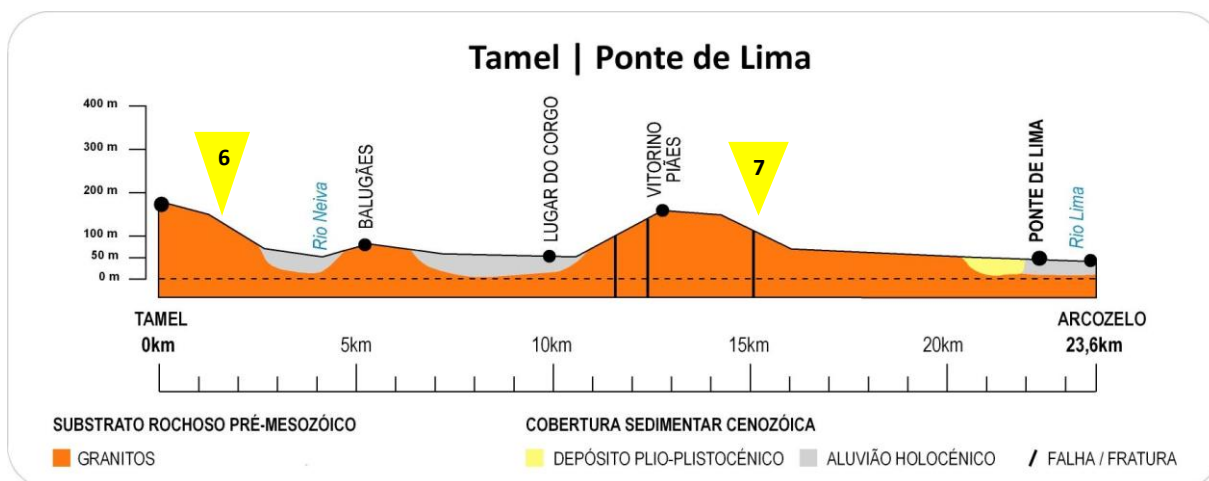 Tamel | Ponte de Lima
400 m
300 m
200 m
100 m
50 m
0 m
6
Rio Neiva
BALUGÃES
LUGAR DO CORGO
VITORINO
PIÃES
7
PONTE DE LIMA
Rio Lima
TAMEL
0km
5km
10km
15km
20km
ARCOZELO
23,6km
SUBSTRATO ROCHOSO PRÉ-MESOZÓICO
GRANITOS
COBERTURA SEDIMENTAR CENOZÓICA
DEPÓSITO PLIO-PLISTOCÉNICO
ALUVIÃO HOLOCÉNICO
FALHA / FRATURA